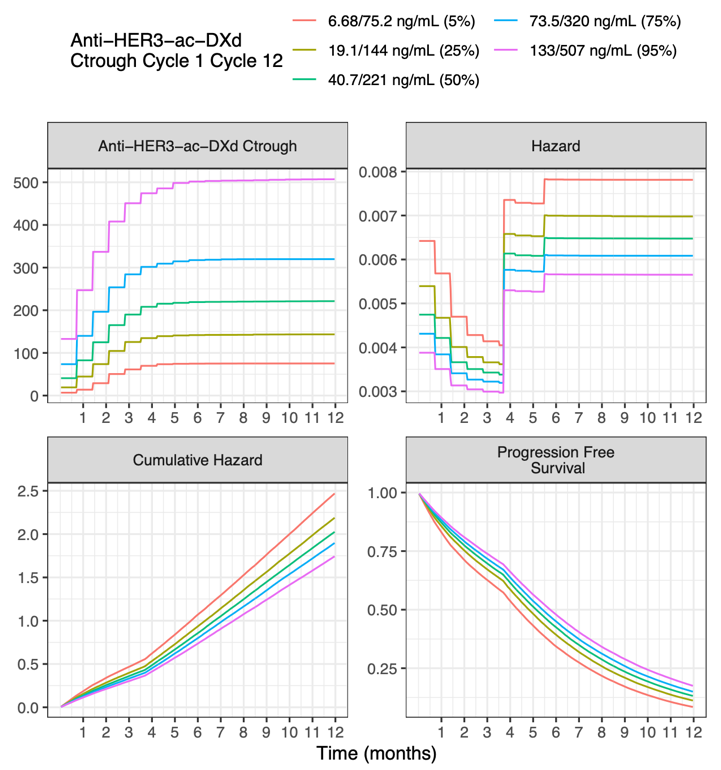 Anti−HER3−ac−DXd
Ctrough Cycle 1 Cycle 12
6.68/75.2 ng/mL (5%)
19.1/144 ng/mL (25%)
40.7/221 ng/mL (50%)
73.5/320 ng/mL (75%)
133/507 ng/mL (95%)
Anti−HER3−ac−DXd Ctrough
500
400
300
200
100
0
1 2 3 4 5 6 7 8 9 10 11 12
Hazard
0.008
0.007
0.006
0.005
0.004
0.003
1 2 3 4 5 6 7 8 9 10 11 12
Cumulative Hazard
2.5
2.0
1.5
1.0
0.5
0.0
1 2 3 4 5 6 7 8 9 10 11 12
Progression Free
Survival
1.00
0.75
0.50
0.25
1 2 3 4 5 6 7 8 9 10 11 12
Time (months)